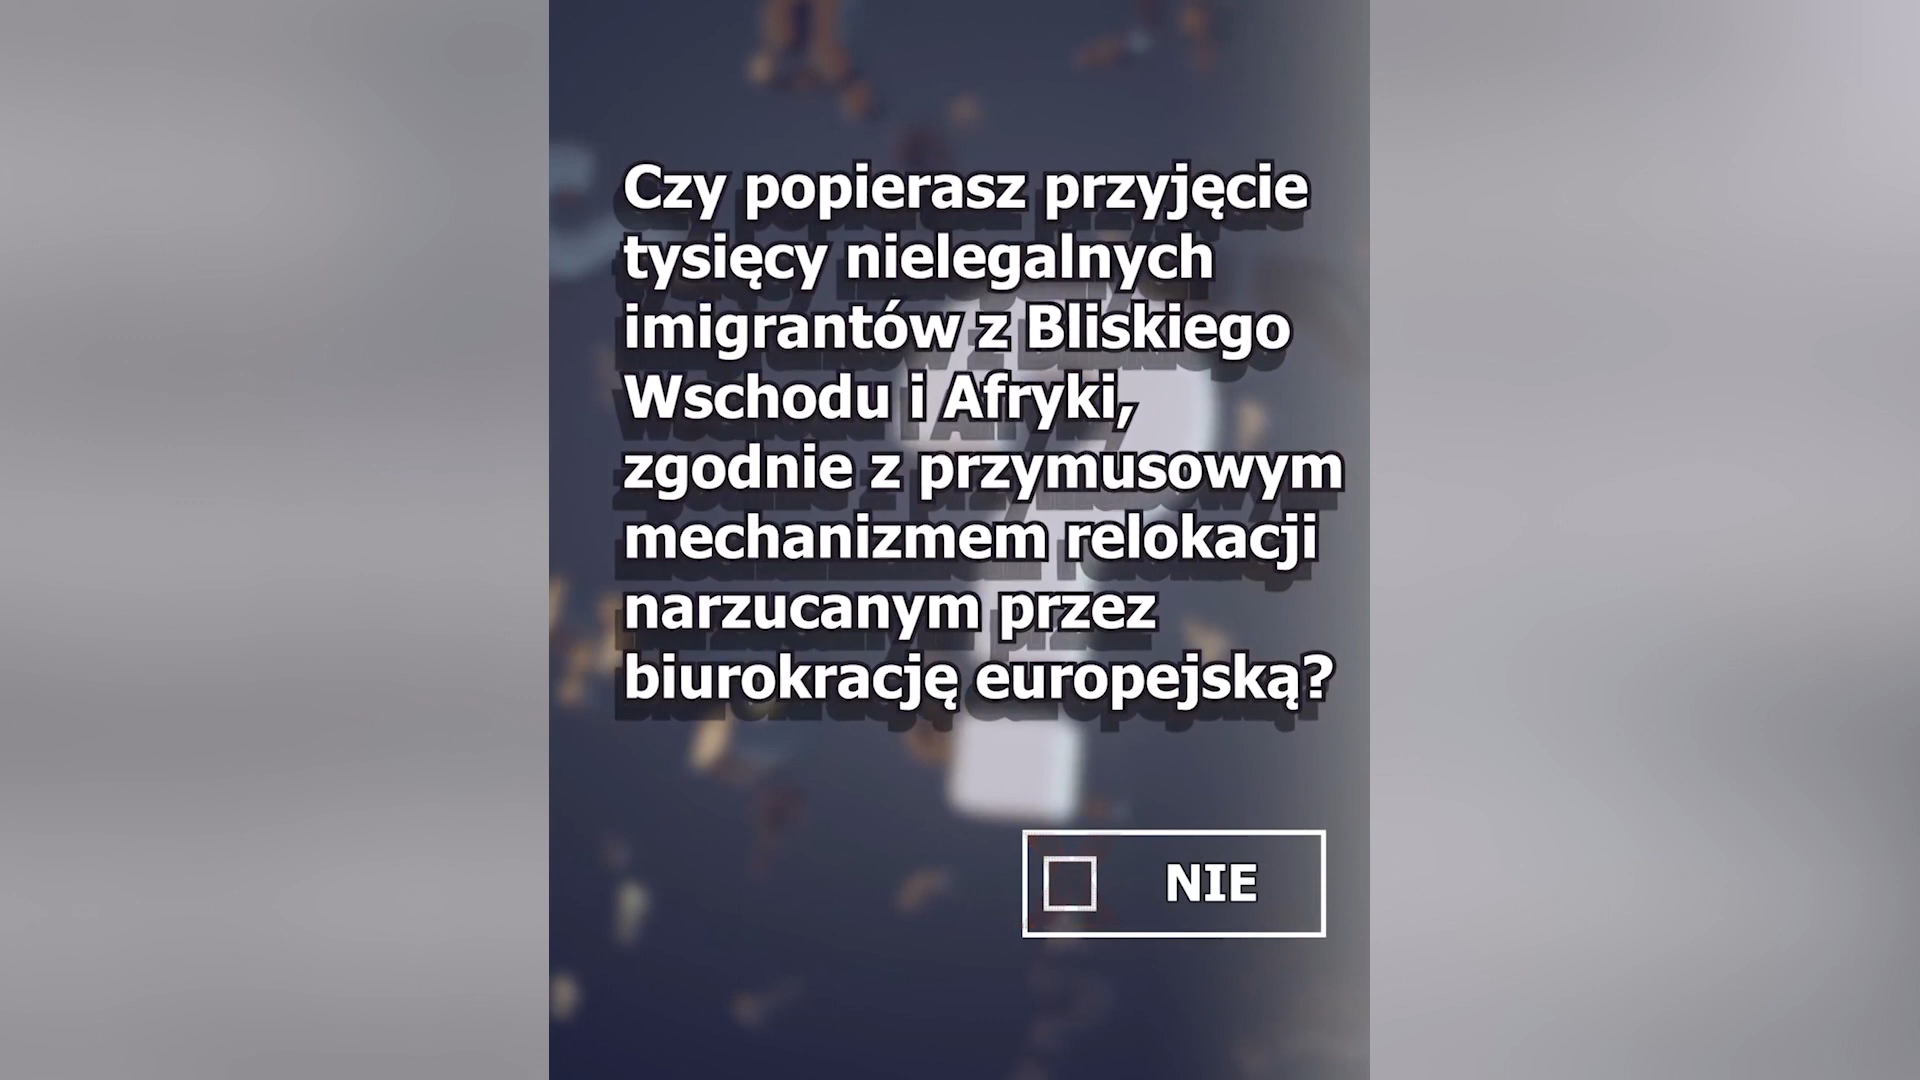 Czy popierasz przyjęcie
tysięcy nielegalnych
imigrantów z Bliskiego
Wschodu i Afryki,
zgodnie z przymusowym
mechanizmem relokacji
narzucanym przez
biurokrację europejską?
NIE